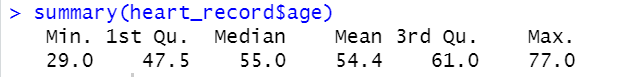 > summary(heart_record$age)
Min. 1st Qu. Median Mean 3rd Qu. Max.
29.0 47.5 55.0 54.4 61.0 77.0